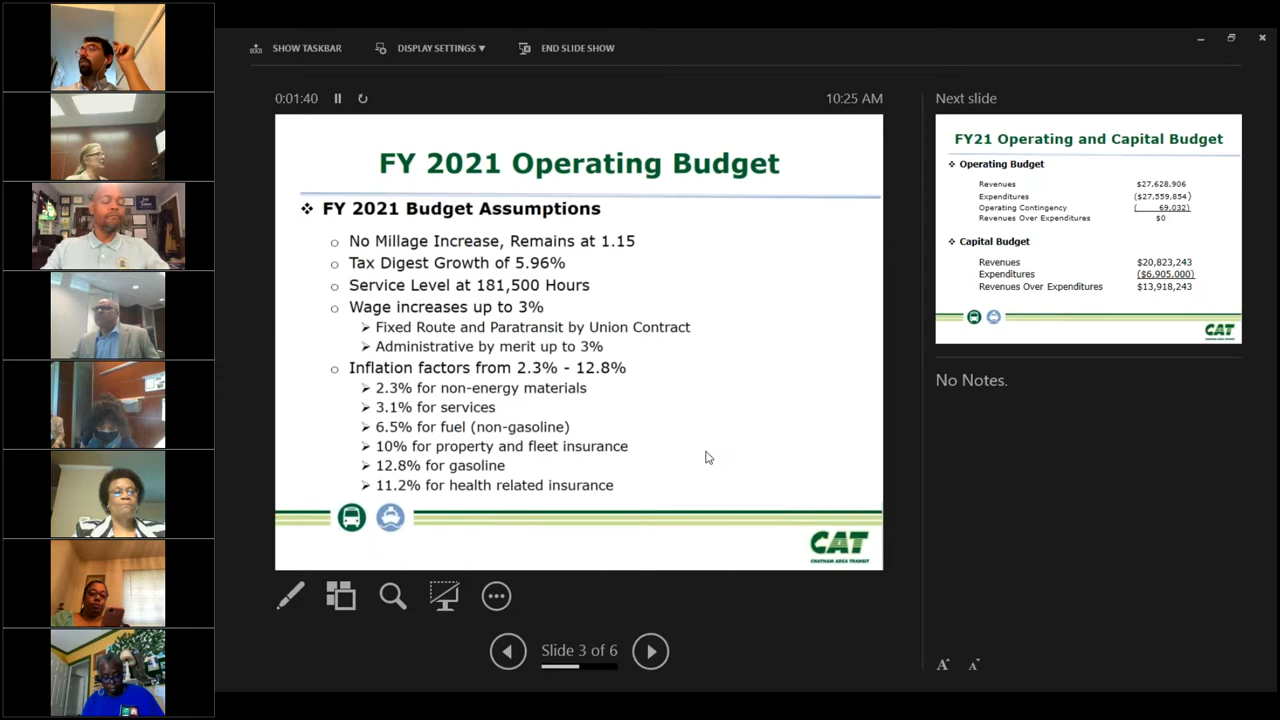 SHOW TASKBAR
DISPLAY SETTINGS
END SLIDE SHOW
0:01:40
10:25 AM
FY 2021 Operating Budget
FY 2021 Budget Assumptions
No Millage Increase, Remains at 1.15
Tax Digest Growth of 5.96%
Service Level at 181,500 Hours
Wage increases up to 3%
Fixed Route and Paratransit by Union Contract
Administrative by merit up to 3%
Inflation factors from 2.3% - 12.8%
2.3% for non-energy materials
3.1% for services
6.5% for fuel (non-gasoline)
10% for property and fleet insurance
12.8% for gasoline
11.2% for health related insurance
CAT
CHATHAM AREA TRANSIT
Slide 3 of 6
Next slide
FY21 Operating and Capital Budget
Operating Budget
Revenues $27,628,906
Expenditures ($27,559,854)
Operating Contingency ( 69,032)
Revenues Over Expenditures $0
Capital Budget
Revenues $20,823,243
Expenditures ($6,905,000)
Revenues Over Expenditures $13,918,243
CAT
No Notes.
A A